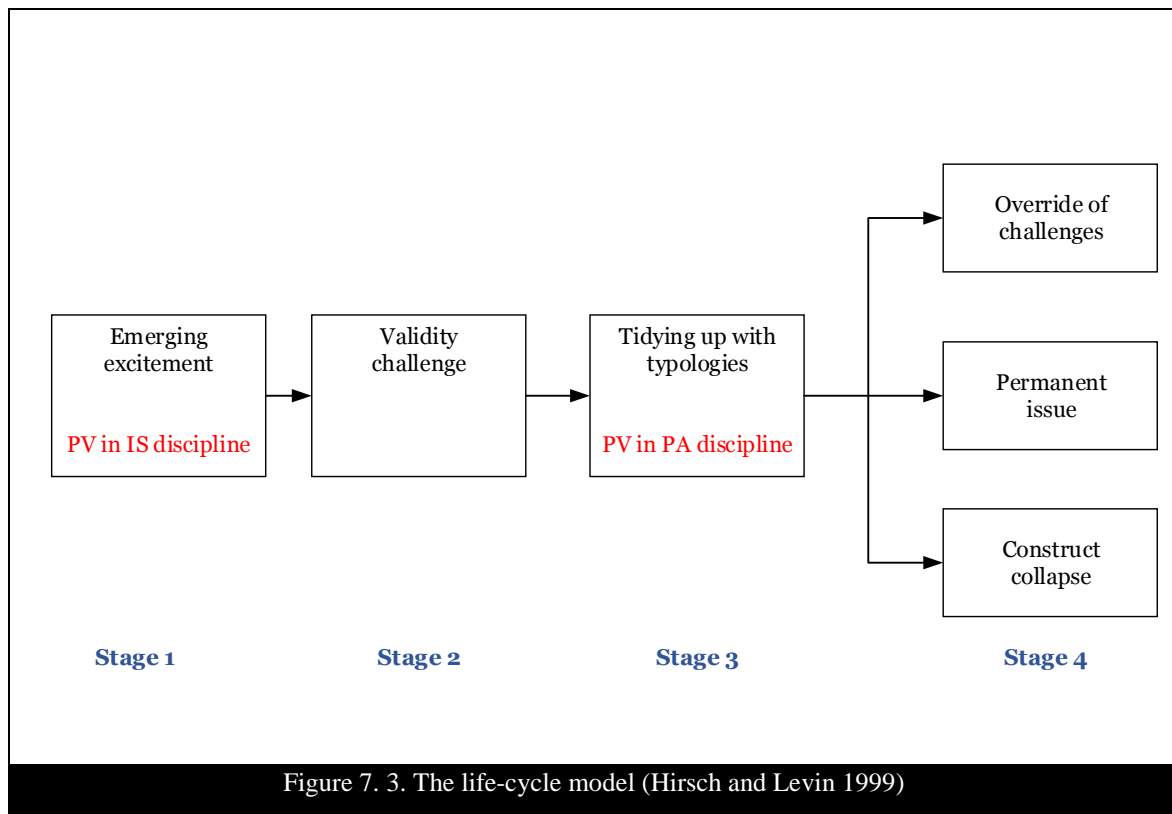 Emerging
excitement
PV in IS discipline
Validity
challenge
Tidying up with
typologies
PV in PA discipline
Override of
challenges
Permanent
issue
Construct
collapse
Stage 1
Stage 2
Stage 3
Stage 4
Figure 7. 3. The life-cycle model (Hirsch and Levin 1999)